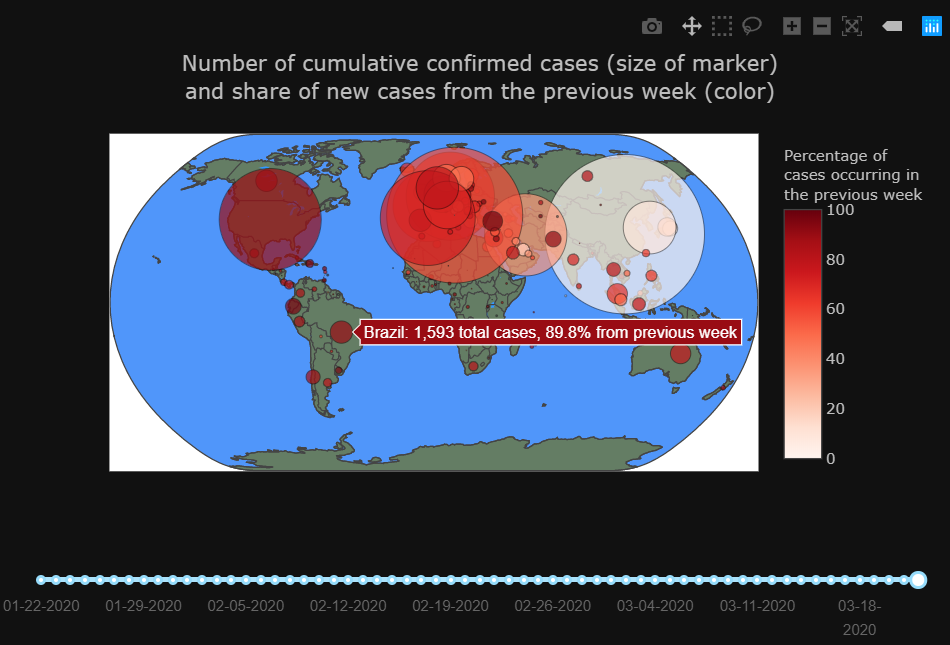 Number of cumulative confirmed cases (size of marker)
and share of new cases from the previous week (color)
Percentage of
cases occurring in
the previous week
100
80
60
40
20
0
Brazil: 1,593 total cases, 89.8% from previous week
01-22-2020
01-29-2020
02-05-2020
02-12-2020
02-19-2020
02-26-2020
03-04-2020
03-11-2020
03-18-
2020